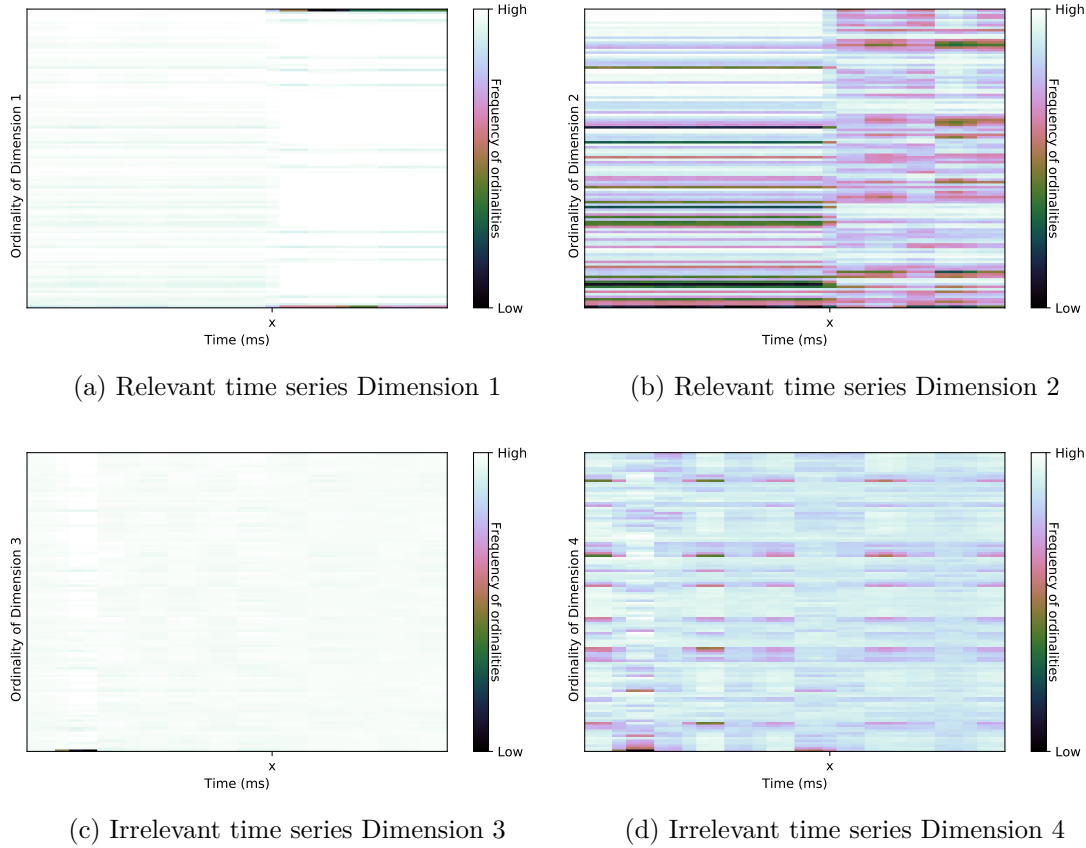 High
Frequency of ordinalities
Low
Ordinality of Dimension 1
x
Time (ms)
(a) Relevant time series Dimension 1
High
Frequency of ordinalities
Low
Ordinality of Dimension 2
x
Time (ms)
(b) Relevant time series Dimension 2
High
Frequency of ordinalities
Low
Ordinality of Dimension 3
x
Time (ms)
(c) Irrelevant time series Dimension 3
High
Frequency of ordinalities
Low
Ordinality of Dimension 4
x
Time (ms)
(d) Irrelevant time series Dimension 4